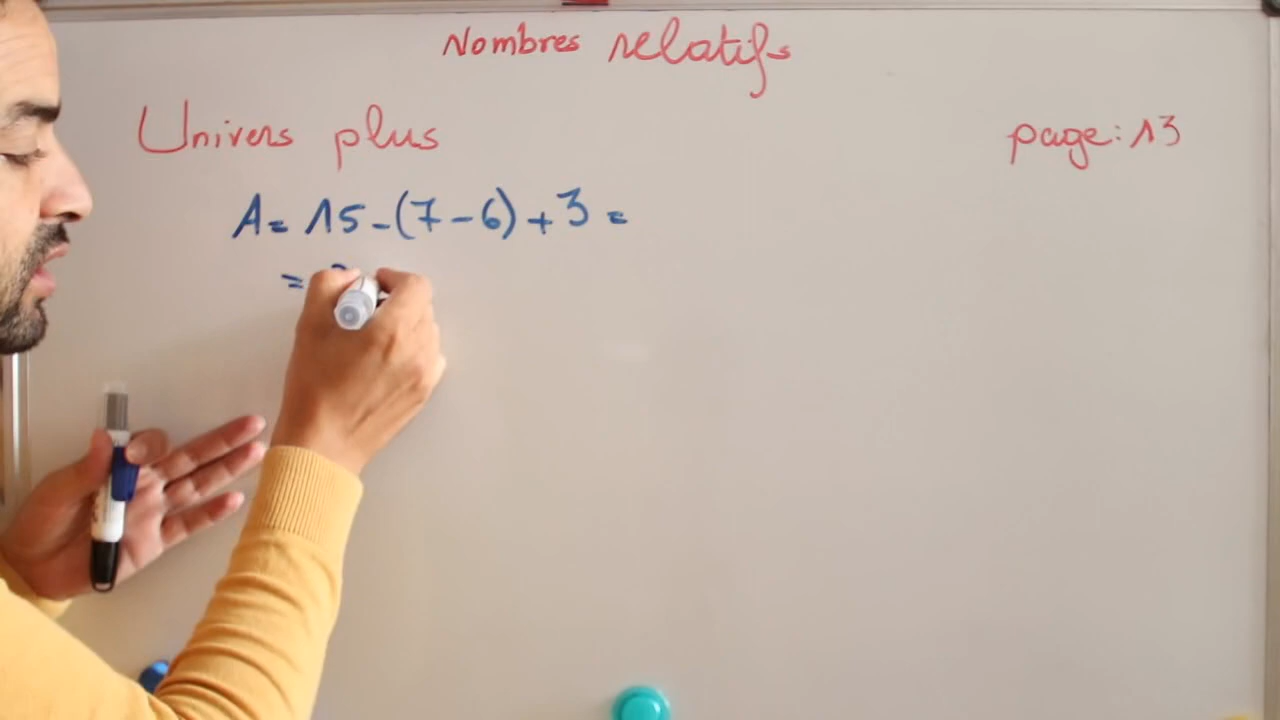 Nombres relatifs
Univers plus
page: 13
A = 15 - (7 - 6) + 3 =
=